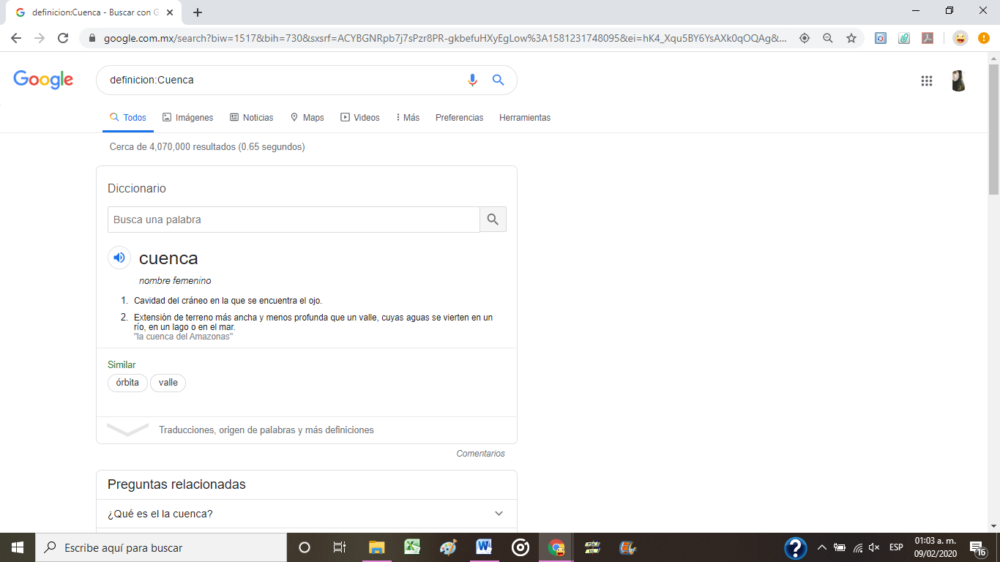 definicion:Cuenca - Buscar con G
google.com.mx/search?biw=1517&bih=730&sxsrf=ACYBGNRpb7j7sPzr8PR-gkbefuHXyEgLow%3A1581231748095&ei=hK4_Xqu5BY6YsAXk0qOQAg&...
Google
definicion:Cuenca
Todos Imágenes Noticias Maps Videos Más Preferencias Herramientas
Cerca de 4,070,000 resultados (0.65 segundos)
Diccionario
Busca una palabra
cuenca
nombre femenino
1. Cavidad del cráneo en la que se encuentra el ojo.
2. Extensión de terreno más ancha y menos profunda que un valle, cuyas aguas se vierten en un
río, en un lago o en el mar.
"la cuenca del Amazonas"
Similar
órbita valle
Traducciones, origen de palabras y más definiciones
Comentarios
Preguntas relacionadas
¿Qué es el la cuenca?
Escribe aquí para buscar
ESP
01:03 a. m.
09/02/2020
16